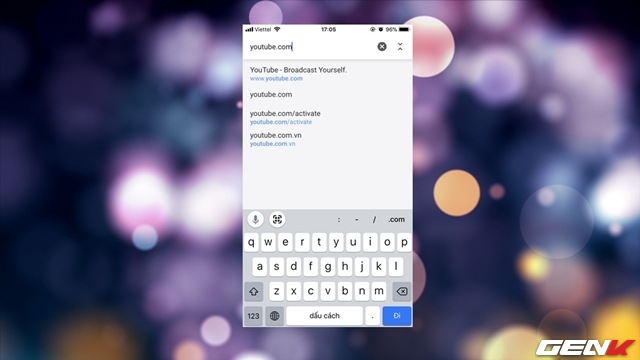 Viettel 17:05 96%
youtube.com
YouTube - Broadcast Yourself.
www.youtube.com
youtube.com
youtube.com/activate
youtube.com/activate
youtube.com.vn
youtube.com.vn
: - / .com
q w e r t y u i o p
a s d f g h j k l
z x c v b n m
123 dấu cách . Đi
GENK